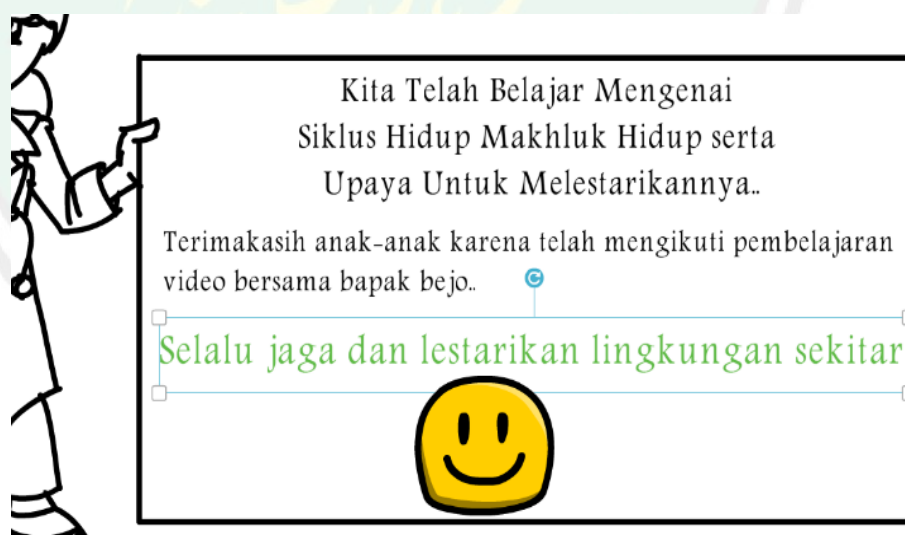 Kita Telah Belajar Mengenai
Siklus Hidup Makhluk Hidup serta
Upaya Untuk Melestarikannya..
Terimakasih anak-anak karena telah mengikuti pembelajaran
video bersama bapak bejo..
Selalu jaga dan lestarikan lingkungan sekitar